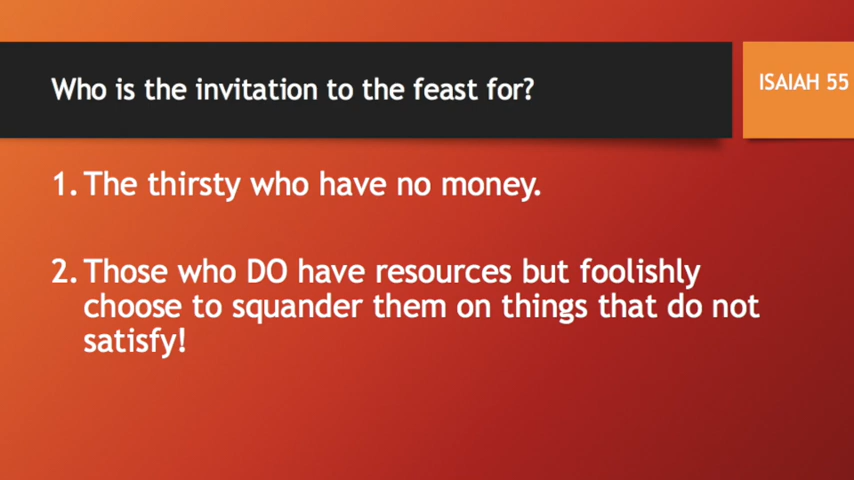 Who is the invitation to the feast for?
ISAIAH 55
1. The thirsty who have no money.
2. Those who DO have resources but foolishly
choose to squander them on things that do not
satisfy!